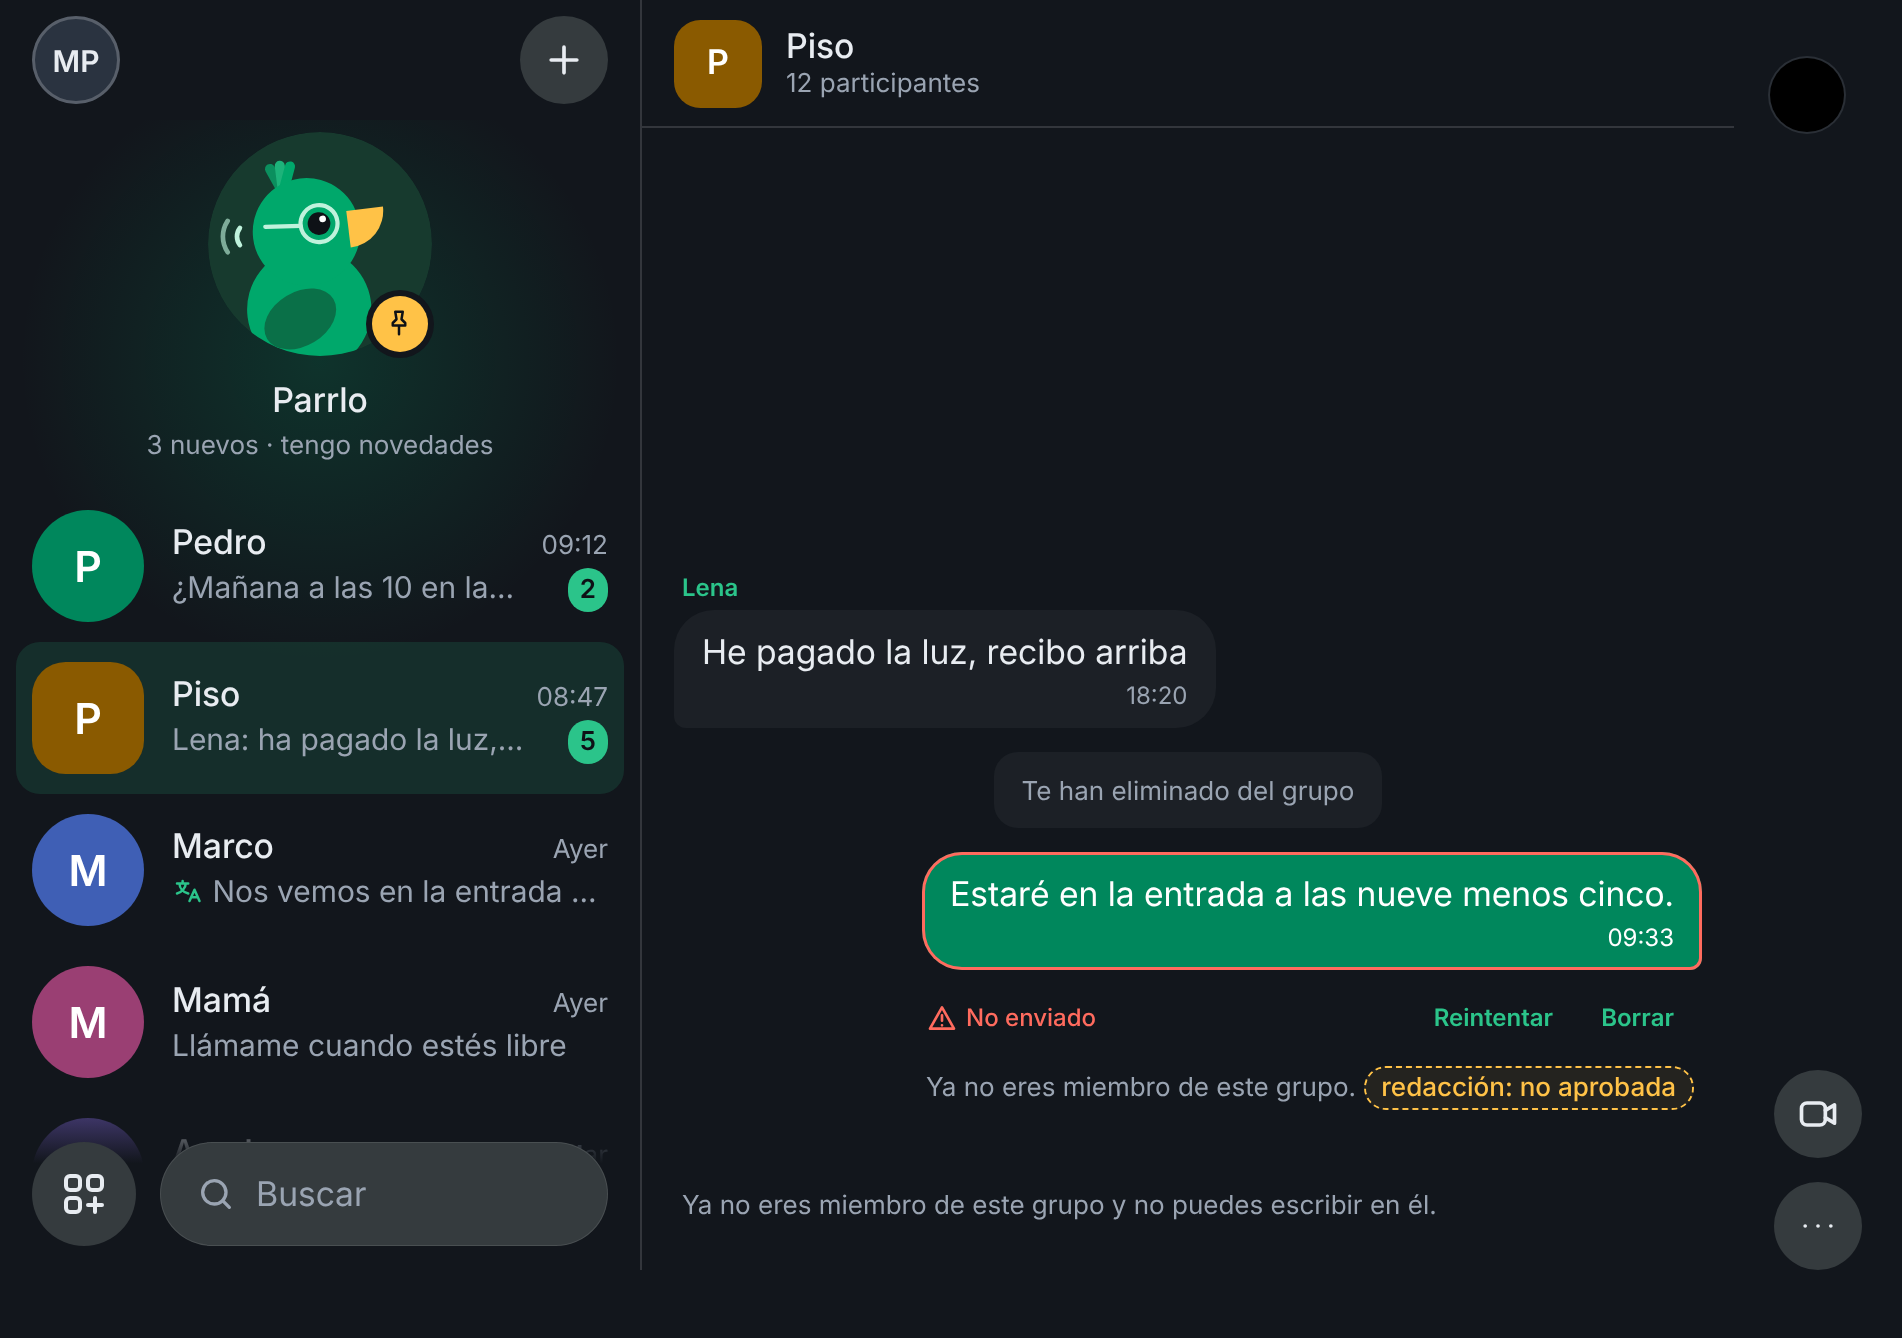 MP
Parrlo
3 nuevos · tengo novedades
P
Pedro
09:12
¿Mañana a las 10 en la...
2
P
Piso
08:47
Lena: ha pagado la luz,...
5
M
Marco
Ayer
Nos vemos en la entrada ...
M
Mamá
Ayer
Llámame cuando estés libre
Buscar
P
Piso
12 participantes
Lena
He pagado la luz, recibo arriba
18:20
Te han eliminado del grupo
Estaré en la entrada a las nueve menos cinco.
09:33
No enviado
Reintentar
Borrar
Ya no eres miembro de este grupo. redacción: no aprobada
Ya no eres miembro de este grupo y no puedes escribir en él.